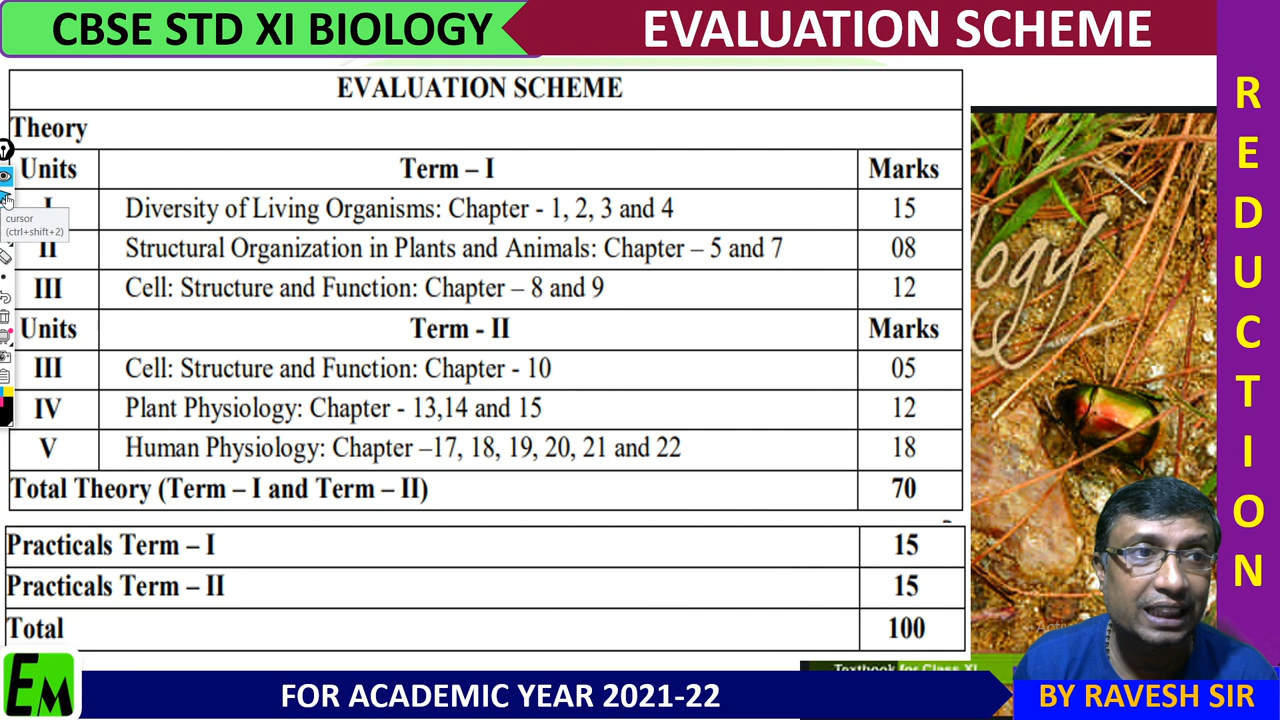 CBSE STD XI BIOLOGY
EVALUATION SCHEME
EVALUATION SCHEME
Theory
Units Term – I Marks
I Diversity of Living Organisms: Chapter - 1, 2, 3 and 4 15
cursor
(ctrl+shift+2)
II Structural Organization in Plants and Animals: Chapter – 5 and 7 08
III Cell: Structure and Function: Chapter – 8 and 9 12
Units Term - II Marks
III Cell: Structure and Function: Chapter - 10 05
IV Plant Physiology: Chapter - 13,14 and 15 12
V Human Physiology: Chapter –17, 18, 19, 20, 21 and 22 18
Total Theory (Term – I and Term – II) 70
Practicals Term – I 15
Practicals Term – II 15
Total 100
REDUCTION
ogy
Textbook for Class XI
EM
FOR ACADEMIC YEAR 2021-22
BY RAVESH SIR